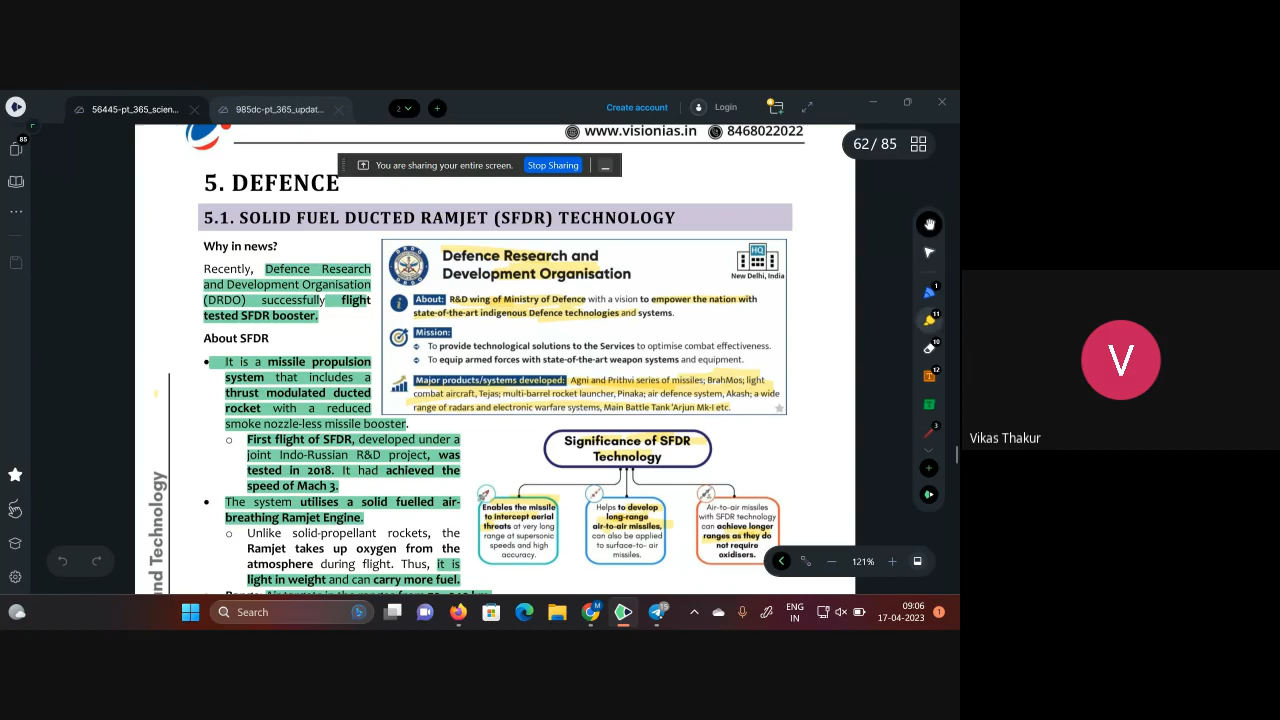 56445-pt_365_scien...
985dc-pt_365_updat...
2
Create account
Login
85
www.visionias.in 8468022022
62/ 85
You are sharing your entire screen. Stop Sharing
5. DEFENCE
5.1. SOLID FUEL DUCTED RAMJET (SFDR) TECHNOLOGY
Why in news?
Recently, Defence Research
and Development Organisation
(DRDO) successfully flight
tested SFDR booster.
About SFDR
• It is a missile propulsion
system that includes a
thrust modulated ducted
rocket with a reduced
smoke nozzle-less missile booster.
o First flight of SFDR, developed under a
joint Indo-Russian R&D project, was
tested in 2018. It had achieved the
speed of Mach 3.
• The system utilises a solid fuelled air-
breathing Ramjet Engine.
o Unlike solid-propellant rockets, the
Ramjet takes up oxygen from the
atmosphere during flight. Thus, it is
light in weight and can carry more fuel.
DRDO
Defence Research and
Development Organisation
HQ
New Delhi, India
About: R&D wing of Ministry of Defence with a vision to empower the nation with
state-of-the-art indigenous Defence technologies and systems.
Mission:
To provide technological solutions to the Services to optimise combat effectiveness.
To equip armed forces with state-of-the-art weapon systems and equipment.
Major products/systems developed: Agni and Prithvi series of missiles; BrahMos; light
combat aircraft, Tejas; multi-barrel rocket launcher, Pinaka; air defence system, Akash; a wide
range of radars and electronic warfare systems, Main Battle Tank 'Arjun Mk-I etc.
Significance of SFDR
Technology
Enables the missile
to intercept aerial
threats at very long
range at supersonic
speeds and high
accuracy.
Helps to develop
long-range
air-to-air missiles,
can also be applied
to surface-to- air
missiles.
Air-to-air missiles
with SFDR technology
can achieve longer
ranges as they do
not require
oxidisers.
and Technology
1
11
10
12
T
3
121%
V
Vikas Thakur
Search
M
15
ENG
IN
09:06
17-04-2023
1